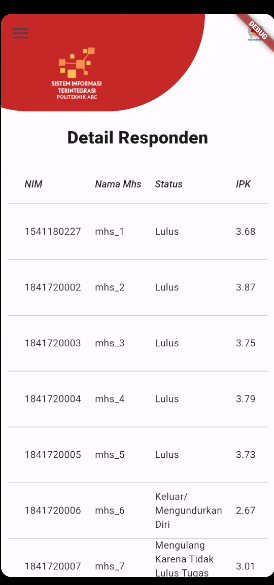 DEBUG
SISTEM INFORMASI
TERINTEGRASI
POLITEKNIK ABC
Detail Responden
NIM Nama Mhs Status IPK
1541180227 mhs_1 Lulus 3.68
1841720002 mhs_2 Lulus 3.87
1841720003 mhs_3 Lulus 3.75
1841720004 mhs_4 Lulus 3.79
1841720005 mhs_5 Lulus 3.73
Keluar/
1841720006 mhs_6 Mengundurkan 2.67
Diri
Mengulang
1841720007 mhs_7 Karena Tidak 3.01
Lulus Tugas